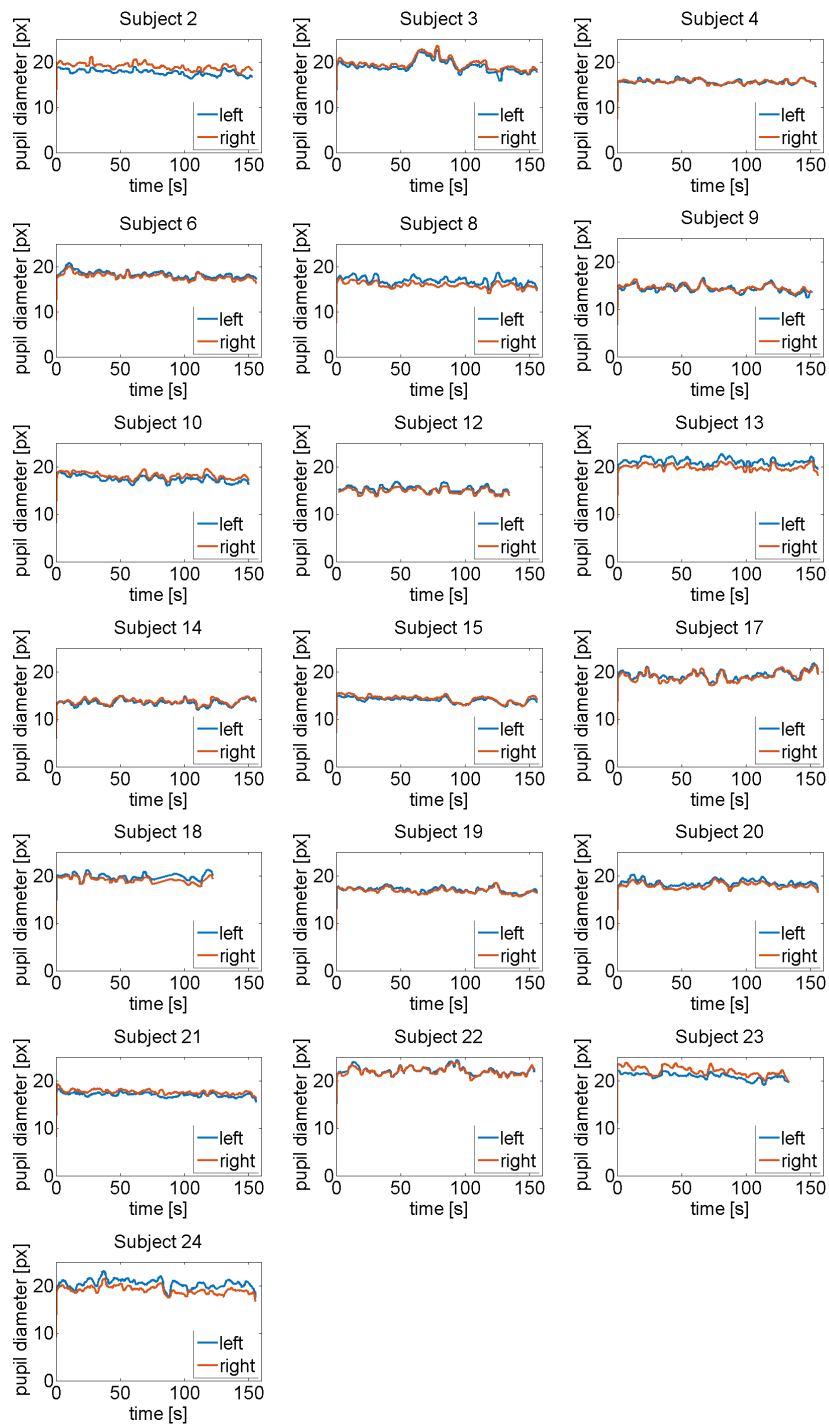 Subject 2
pupil diameter [px]
20
10
0
0 50 100 150
time [s]
left
right
Subject 3
pupil diameter [px]
20
10
0
0 50 100 150
time [s]
left
right
Subject 4
pupil diameter [px]
20
10
0
0 50 100 150
time [s]
left
right
Subject 6
pupil diameter [px]
20
10
0
0 50 100 150
time [s]
left
right
Subject 8
pupil diameter [px]
20
10
0
0 50 100 150
time [s]
left
right
Subject 9
pupil diameter [px]
20
10
0
0 50 100 150
time [s]
left
right
Subject 10
pupil diameter [px]
20
10
0
0 50 100 150
time [s]
left
right
Subject 12
pupil diameter [px]
20
10
0
0 50 100 150
time [s]
left
right
Subject 13
pupil diameter [px]
20
10
0
0 50 100 150
time [s]
left
right
Subject 14
pupil diameter [px]
20
10
0
0 50 100 150
time [s]
left
right
Subject 15
pupil diameter [px]
20
10
0
0 50 100 150
time [s]
left
right
Subject 17
pupil diameter [px]
20
10
0
0 50 100 150
time [s]
left
right
Subject 18
pupil diameter [px]
20
10
0
0 50 100 150
time [s]
left
right
Subject 19
pupil diameter [px]
20
10
0
0 50 100 150
time [s]
left
right
Subject 20
pupil diameter [px]
20
10
0
0 50 100 150
time [s]
left
right
Subject 21
pupil diameter [px]
20
10
0
0 50 100 150
time [s]
left
right
Subject 22
pupil diameter [px]
20
10
0
0 50 100 150
time [s]
left
right
Subject 23
pupil diameter [px]
20
10
0
0 50 100 150
time [s]
left
right
Subject 24
pupil diameter [px]
20
10
0
0 50 100 150
time [s]
left
right